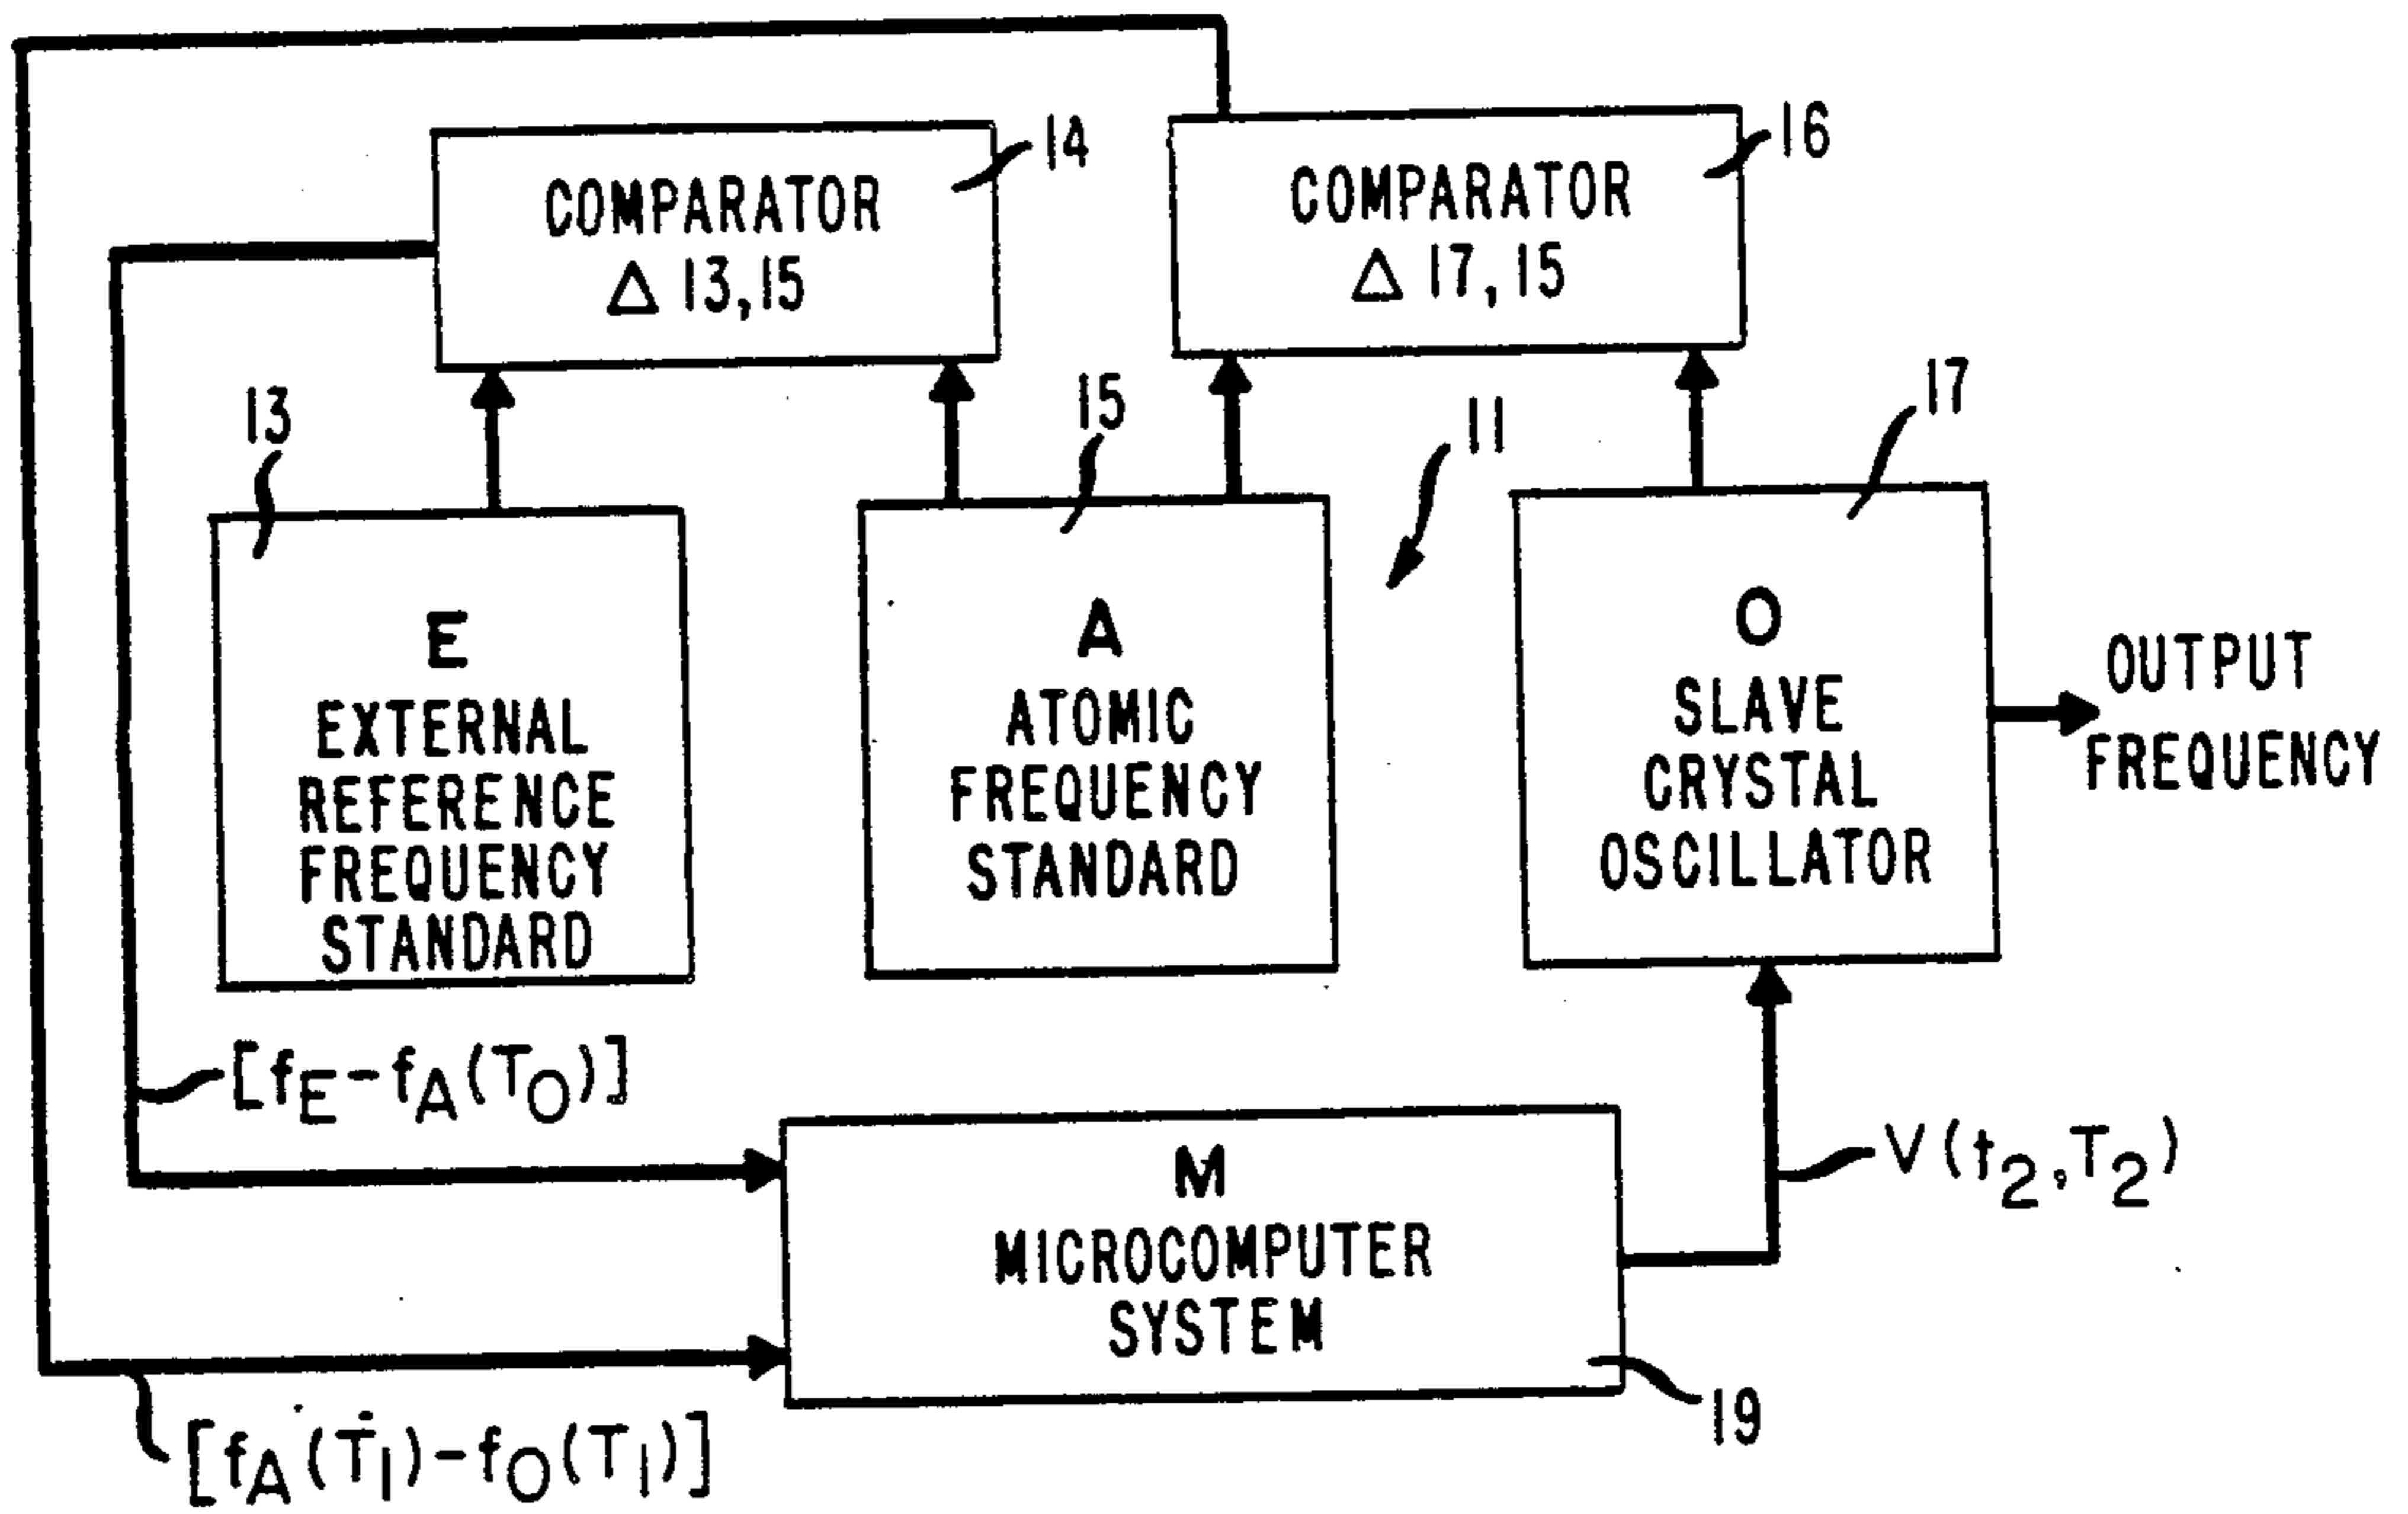 14
COMPARATOR
Δ 13,15
16
COMPARATOR
Δ 17,15
13
15
11
17
E
EXTERNAL
REFERENCE
FREQUENCY
STANDARD
A
ATOMIC
FREQUENCY
STANDARD
O
SLAVE
CRYSTAL
OSCILLATOR
OUTPUT
FREQUENCY
[fE-fA(TO)]
M
MICROCOMPUTER
SYSTEM
V(t2,T2)
19
[fA(T1)-fO(T1)]